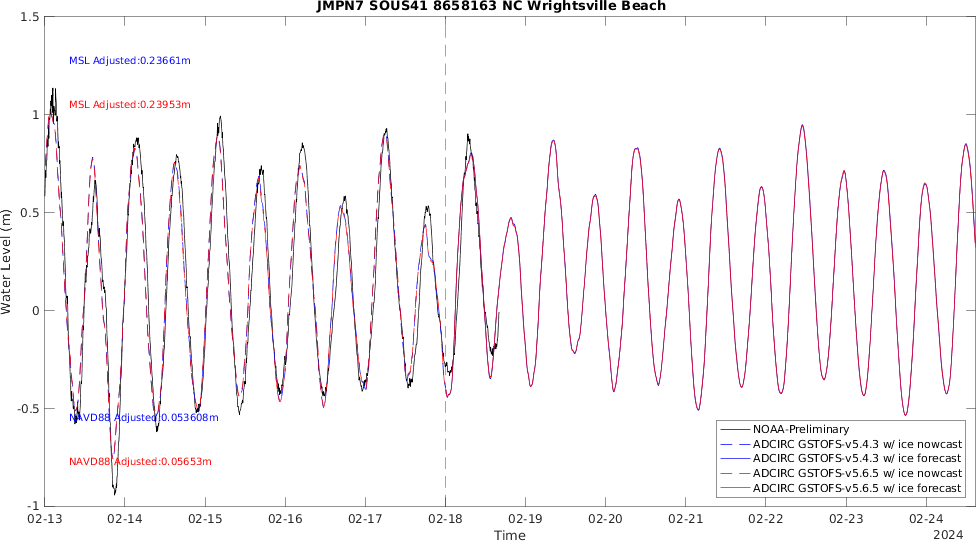 JMPN7 SOUS41 8658163 NC Wrightsville Beach
1.5
MSL Adjusted:0.23661m
MSL Adjusted:0.23953m
1
0.5
Water Level (m)
0
-0.5
NAVD88 Adjusted:0.053608m
NAVD88 Adjusted:0.05653m
-1
NOAA-Preliminary
ADCIRC GSTOFS-v5.4.3 w/ ice nowcast
ADCIRC GSTOFS-v5.4.3 w/ ice forecast
ADCIRC GSTOFS-v5.6.5 w/ ice nowcast
ADCIRC GSTOFS-v5.6.5 w/ ice forecast
02-13 02-14 02-15 02-16 02-17 02-18 02-19 02-20 02-21 02-22 02-23 02-24
Time
2024